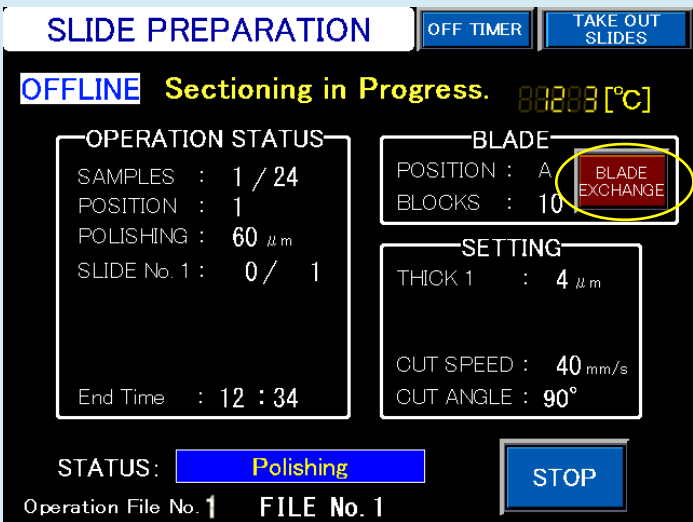 SLIDE PREPARATION
OFF TIMER
TAKE OUT
SLIDES
OFFLINE Sectioning in Progress. 12.3 [℃]
OPERATION STATUS
SAMPLES : 1 / 24
POSITION : 1
POLISHING : 60 μm
SLIDE No. 1 : 0 / 1
End Time : 12 : 34
BLADE
POSITION : A
BLOCKS : 10
BLADE
EXCHANGE
SETTING
THICK 1 : 4 μm
CUT SPEED : 40 mm/s
CUT ANGLE : 90°
STATUS: Polishing
STOP
Operation File No. 1 FILE No. 1